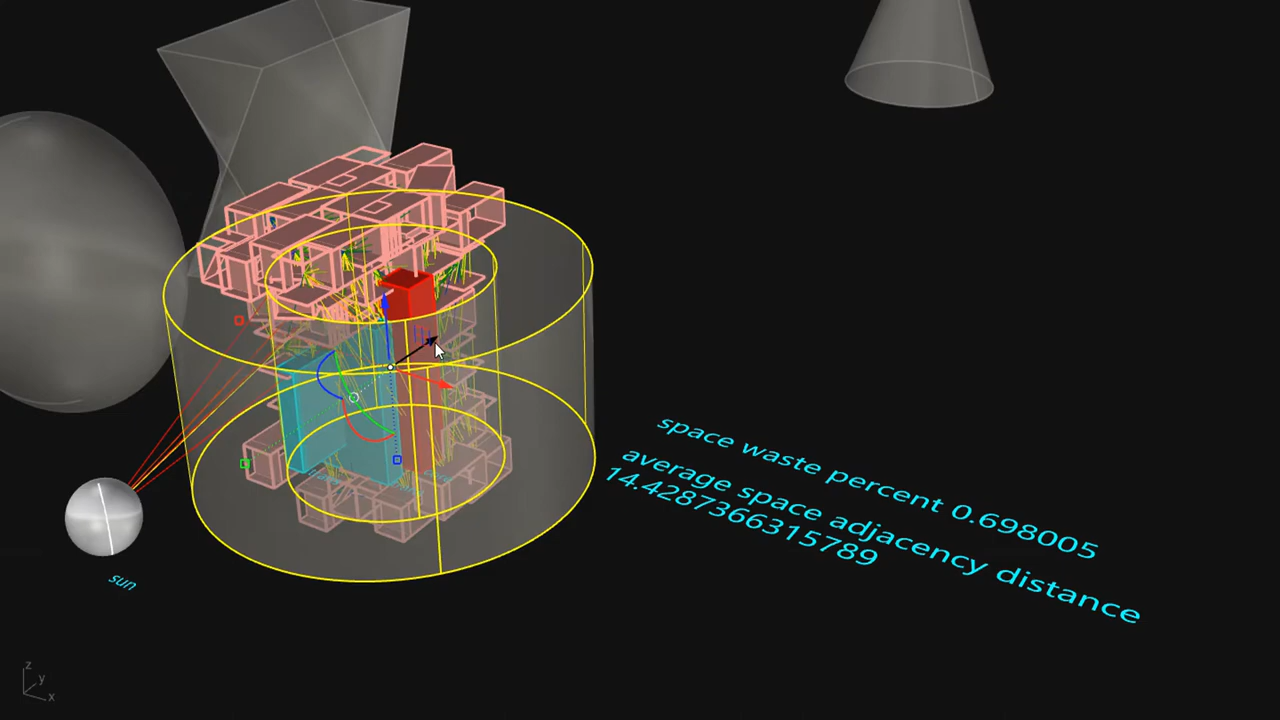 space waste percent 0.698005
average space adjacency distance
14.4287366315789
sun
z
y
x